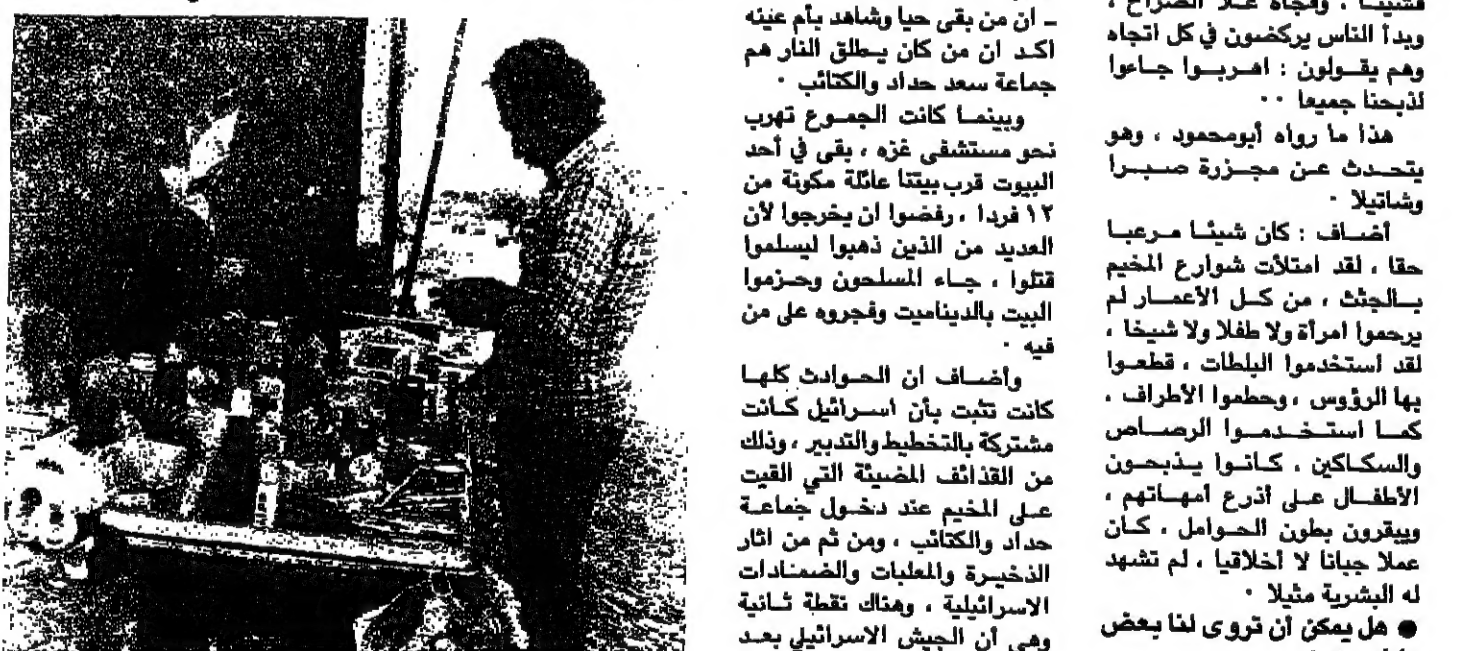 فشيئا ، وفجأة علا الصراخ ،
وبدأ الناس يركضون في كل اتجاه
وهم يقولون : اهربوا جاءوا
لذبحنا جميعا ٠٠
هذا ما رواه أبومحمود ، وهو
يتحدث عن مجزرة صبرا
وشاتيلا ٠
أضاف : كان شيئا مرعبا
حقا ، لقد امتلأت شوارع المخيم
بالجثث ، من كل الأعمار لم
يرحموا امرأة ولا طفلا ولا شيخا ،
لقد استخدموا البلطات ، قطعوا
بها الرؤوس ، وحطموا الأطراف ،
كما استخدموا الرصاص
والسكاكين ، كانوا يذبحون
الأطفال على أذرع أمهاتهم ،
ويبقرون بطون الحوامل ، كان
عملا جبانا لا أخلاقيا ، لم تشهد
له البشرية مثيلا ٠
● هل يمكن أن تروى لنا بعض
ـ ان من بقى حيا وشاهد بأم عينه
اكد ان من كان يطلق النار هم
جماعة سعد حداد والكتائب ٠
وبينما كانت الجموع تهرب
نحو مستشفى غزه ، بقى في أحد
البيوت قرب بيتنا عائلة مكونة من
١٢ فردا ، رفضوا ان يخرجوا لأن
العديد من الذين ذهبوا ليسلموا
قتلوا ، جاء المسلحون وحزموا
البيت بالديناميت وفجروه على من
فيه ٠
وأضاف ان الحوادث كلها
كانت تثبت بأن اسرائيل كانت
مشتركة بالتخطيط والتدبير ، وذلك
من القذائف المضيئة التي القيت
على المخيم عند دخول جماعة
حداد والكتائب ، ومن ثم من اثار
الذخيرة والمعلبات والضمادات
الاسرائيلية ، وهناك نقطة ثانية
وهى أن الجيش الاسرائيلي بعد